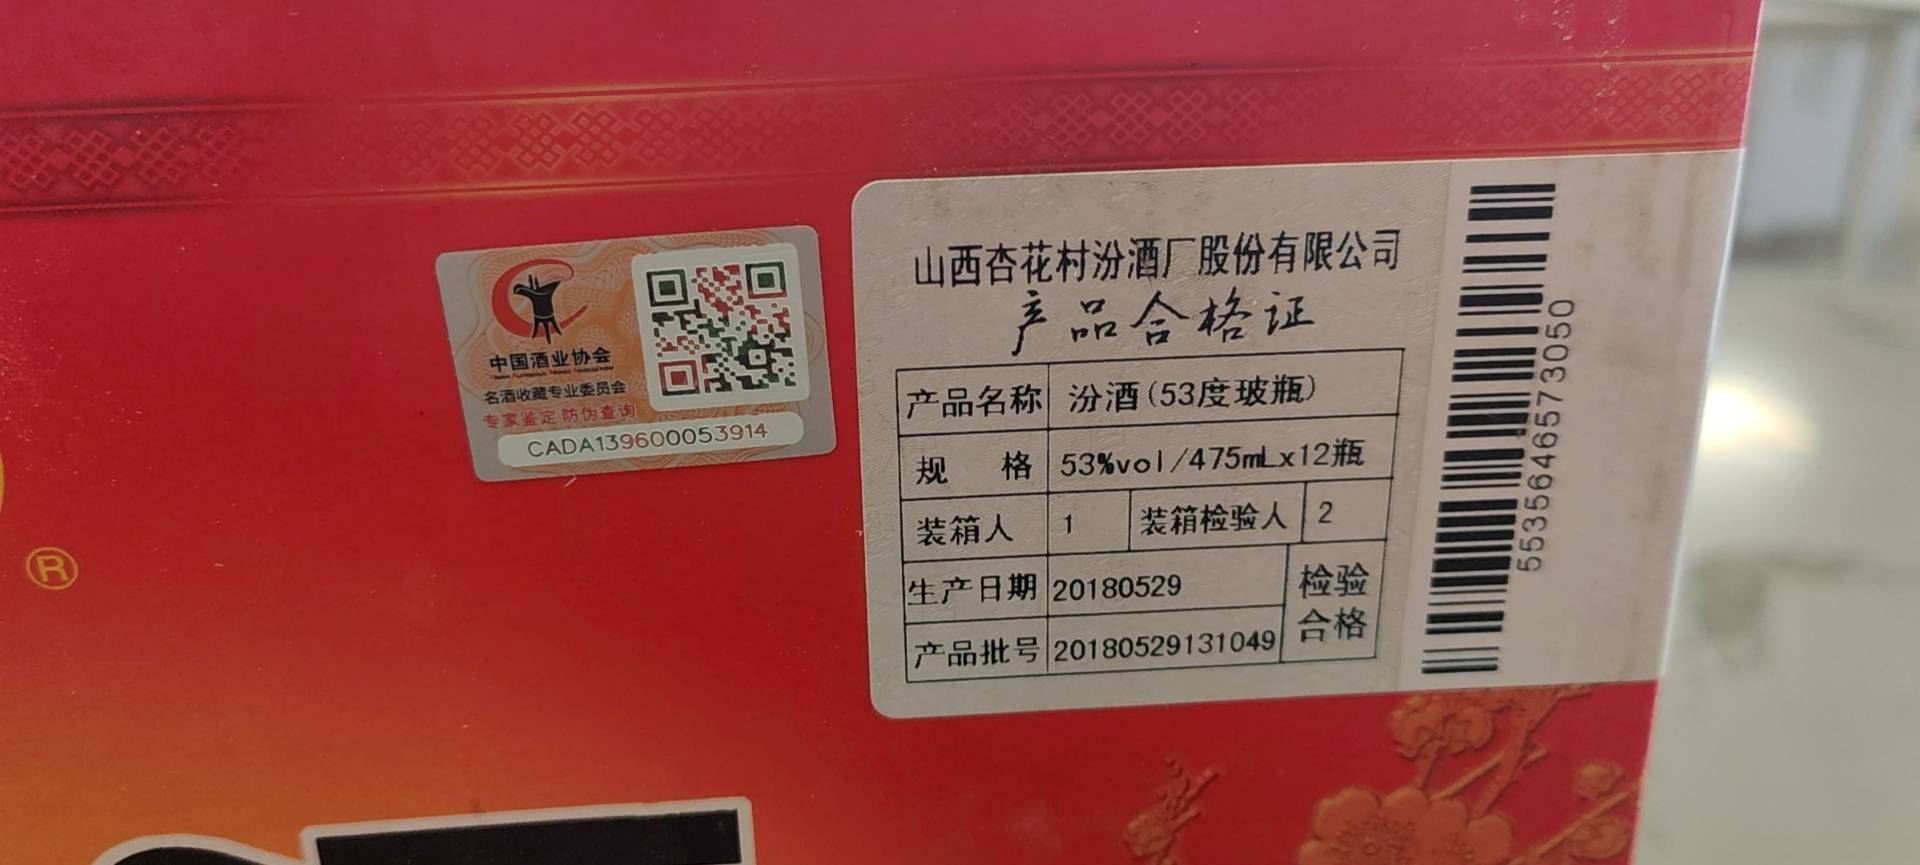 中国酒业协会
名酒收藏专业委员会
专家鉴定 防伪查询
CADA139600053914
山西杏花村汾酒厂股份有限公司
产品合格证
产品名称 汾酒(53度玻瓶)
规 格 53%vol/475mLx12瓶
装箱人 1 装箱检验人 2
生产日期 20180529 检验
产品批号 20180529131049 合格
5535646573050
®